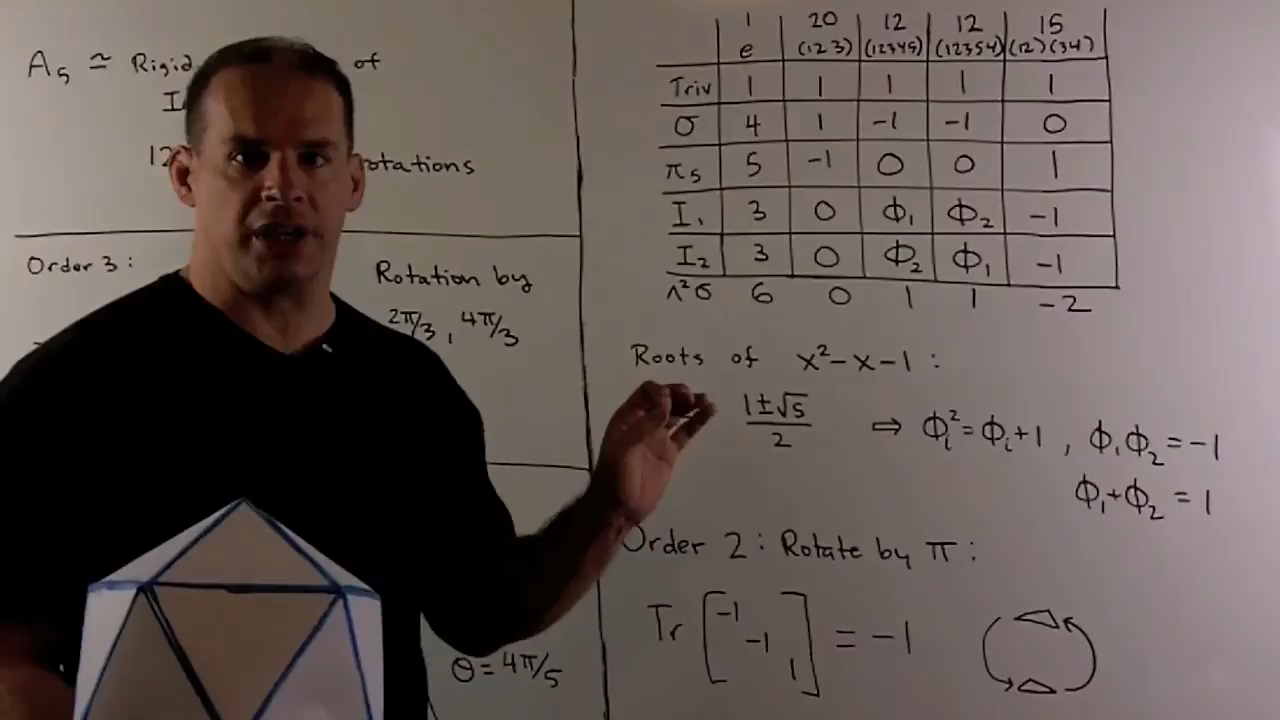 A₅ ≃ Rigid of
I
12 otations
Order 3:
Rotation by
2π/3, 4π/3
θ = 4π/5
1 20 12 12 15
e (123) (12345) (12354) (12)(34)
Triv 1 1 1 1 1
σ 4 1 -1 -1 0
π₅ 5 -1 0 0 1
I₁ 3 0 Φ₁ Φ₂ -1
I₂ 3 0 Φ₂ Φ₁ -1
Λ²σ 6 0 1 1 -2
Roots of x²-x-1:
1±√5/2 ⇒ Φᵢ²=Φᵢ+1, Φ₁Φ₂=-1
Φ₁+Φ₂ = 1
Order 2: Rotate by π:
Tr [-1 -1 1] = -1